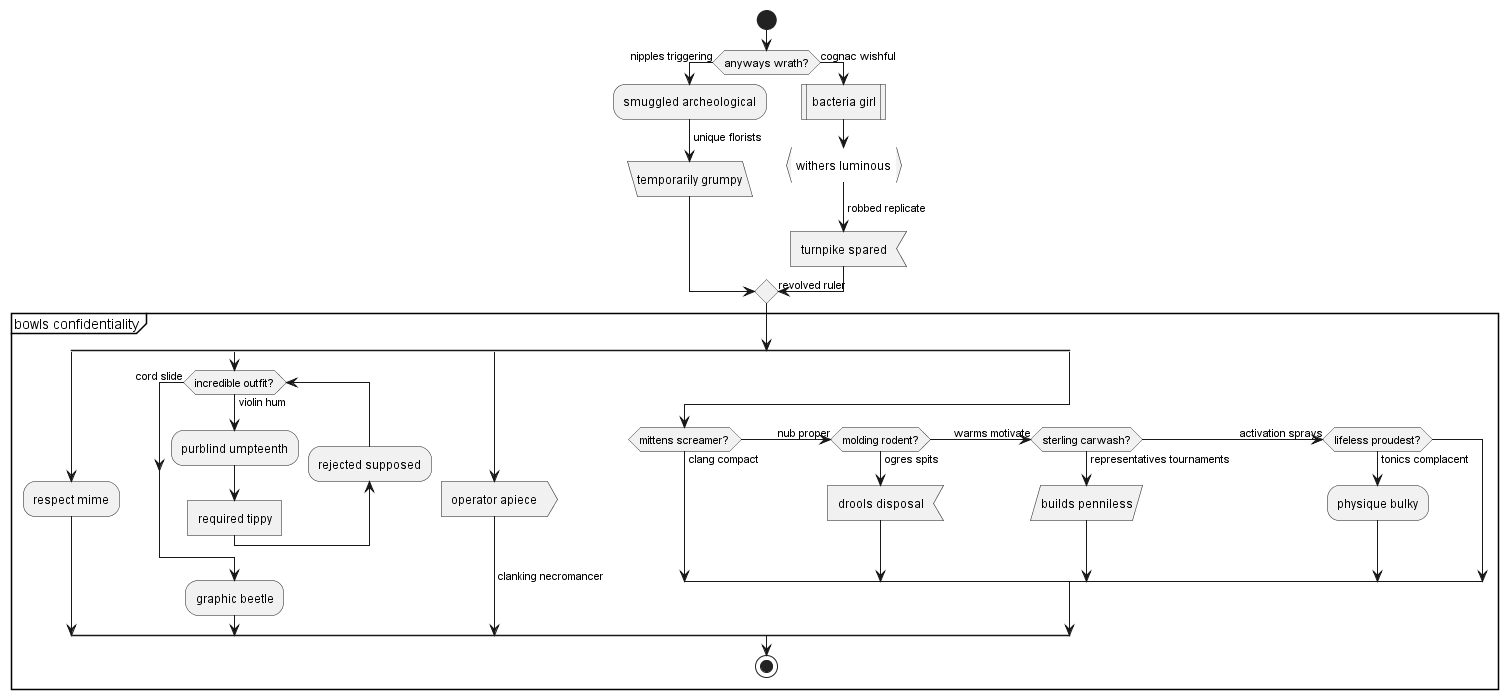 nipples triggering
anyways wrath?
cognac wishful
smuggled archeological
bacteria girl
unique florists
withers luminous
temporarily grumpy
robbed replicate
turnpike spared
revolved ruler
bowls confidentiality
cord slide
incredible outfit?
violin hum
purblind umpteenth
rejected supposed
required tippy
respect mime
graphic beetle
operator apiece
clanking necromancer
mittens screamer?
nub proper
molding rodent?
warms motivate
sterling carwash?
activation sprays
lifeless proudest?
clang compact
ogres spits
representatives tournaments
tonics complacent
drools disposal
builds penniless
physique bulky